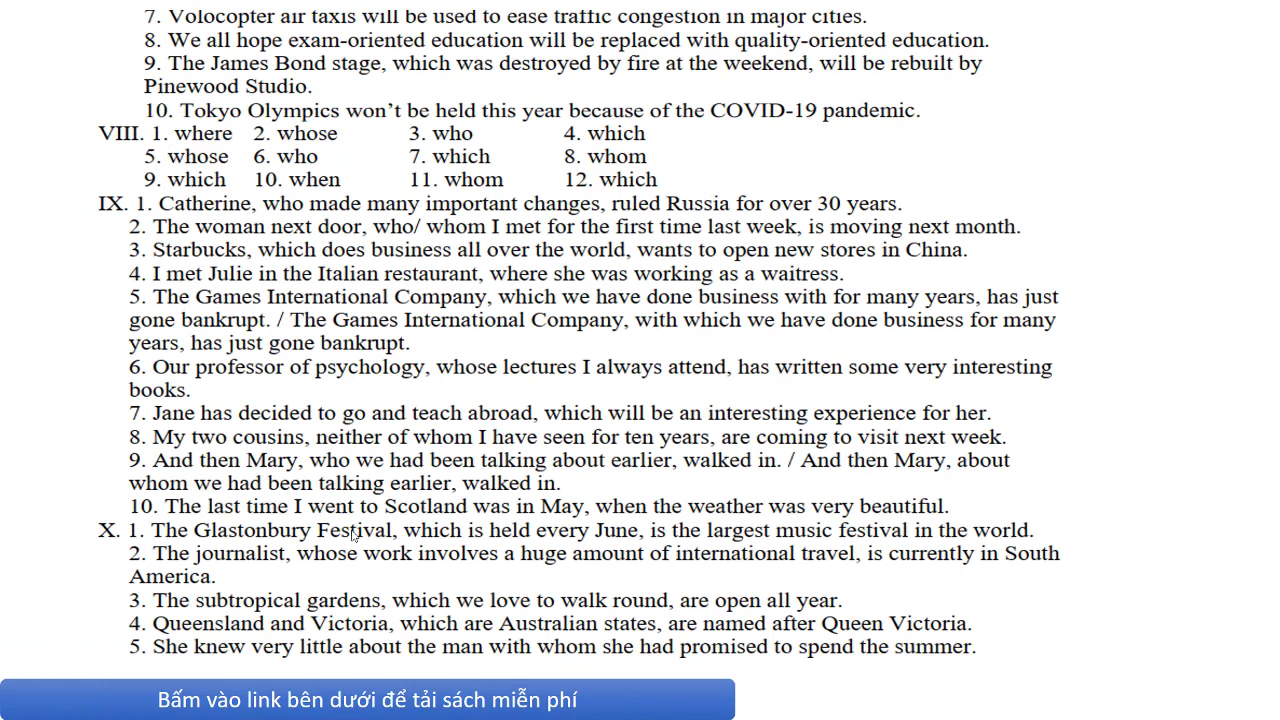 7. Volocopter air taxis will be used to ease traffic congestion in major cities.
8. We all hope exam-oriented education will be replaced with quality-oriented education.
9. The James Bond stage, which was destroyed by fire at the weekend, will be rebuilt by
Pinewood Studio.
10. Tokyo Olympics won't be held this year because of the COVID-19 pandemic.
VIII. 1. where 2. whose 3. who 4. which
5. whose 6. who 7. which 8. whom
9. which 10. when 11. whom 12. which
IX. 1. Catherine, who made many important changes, ruled Russia for over 30 years.
2. The woman next door, who/ whom I met for the first time last week, is moving next month.
3. Starbucks, which does business all over the world, wants to open new stores in China.
4. I met Julie in the Italian restaurant, where she was working as a waitress.
5. The Games International Company, which we have done business with for many years, has just
gone bankrupt. / The Games International Company, with which we have done business for many
years, has just gone bankrupt.
6. Our professor of psychology, whose lectures I always attend, has written some very interesting
books.
7. Jane has decided to go and teach abroad, which will be an interesting experience for her.
8. My two cousins, neither of whom I have seen for ten years, are coming to visit next week.
9. And then Mary, who we had been talking about earlier, walked in. / And then Mary, about
whom we had been talking earlier, walked in.
10. The last time I went to Scotland was in May, when the weather was very beautiful.
X. 1. The Glastonbury Festival, which is held every June, is the largest music festival in the world.
2. The journalist, whose work involves a huge amount of international travel, is currently in South
America.
3. The subtropical gardens, which we love to walk round, are open all year.
4. Queensland and Victoria, which are Australian states, are named after Queen Victoria.
5. She knew very little about the man with whom she had promised to spend the summer.
Bấm vào link bên dưới để tải sách miễn phí